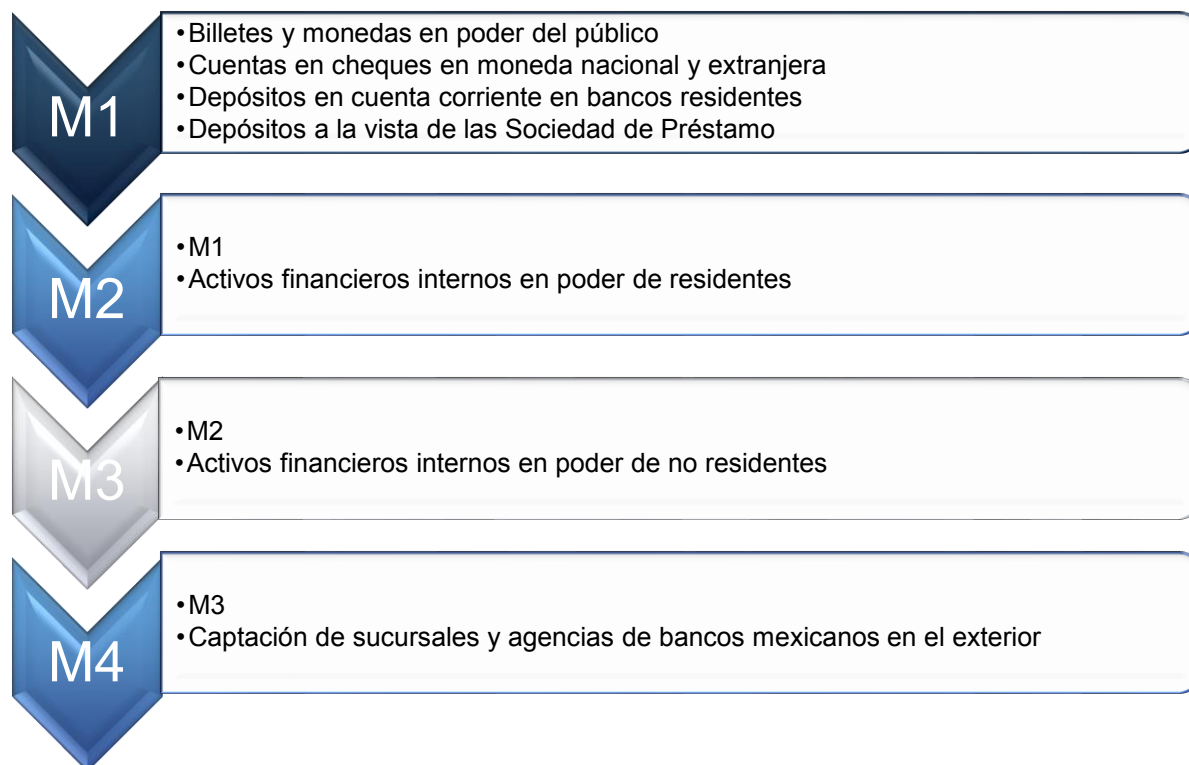 M1
•Billetes y monedas en poder del público
•Cuentas en cheques en moneda nacional y extranjera
•Depósitos en cuenta corriente en bancos residentes
•Depósitos a la vista de las Sociedad de Préstamo
M2
•M1
•Activos financieros internos en poder de residentes
M3
•M2
•Activos financieros internos en poder de no residentes
M4
•M3
•Captación de sucursales y agencias de bancos mexicanos en el exterior